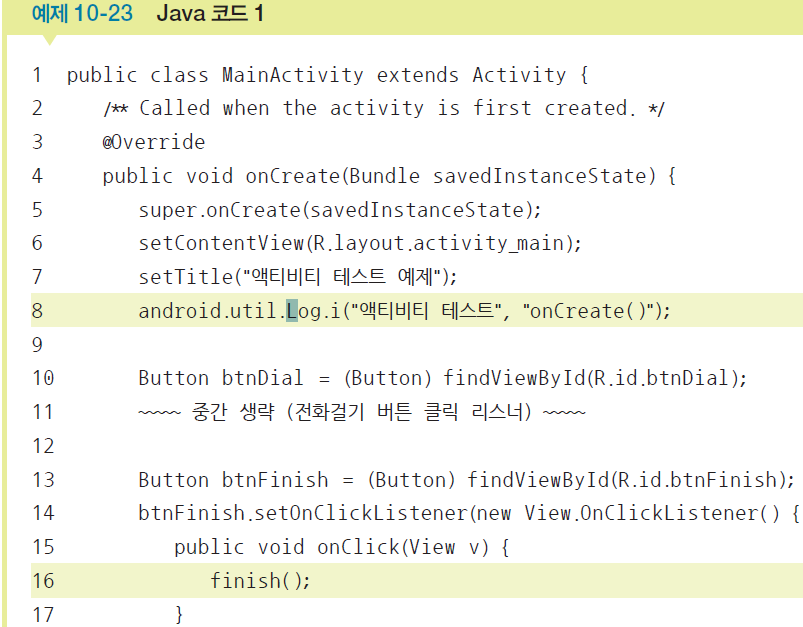 예제 10-23 Java 코드 1
1 public class MainActivity extends Activity {
2 /** Called when the activity is first created. */
3 @Override
4 public void onCreate(Bundle savedInstanceState) {
5 super.onCreate(savedInstanceState);
6 setContentView(R.layout.activity_main);
7 setTitle("액티비티 테스트 예제");
8 android.util.Log.i("액티비티 테스트", "onCreate()");
9
10 Button btnDial = (Button) findViewById(R.id.btnDial);
11 ~~~~ 중간 생략 (전화걸기 버튼 클릭 리스너) ~~~~
12
13 Button btnFinish = (Button) findViewById(R.id.btnFinish);
14 btnFinish.setOnClickListener(new View.OnClickListener() {
15 public void onClick(View v) {
16 finish();
17 }